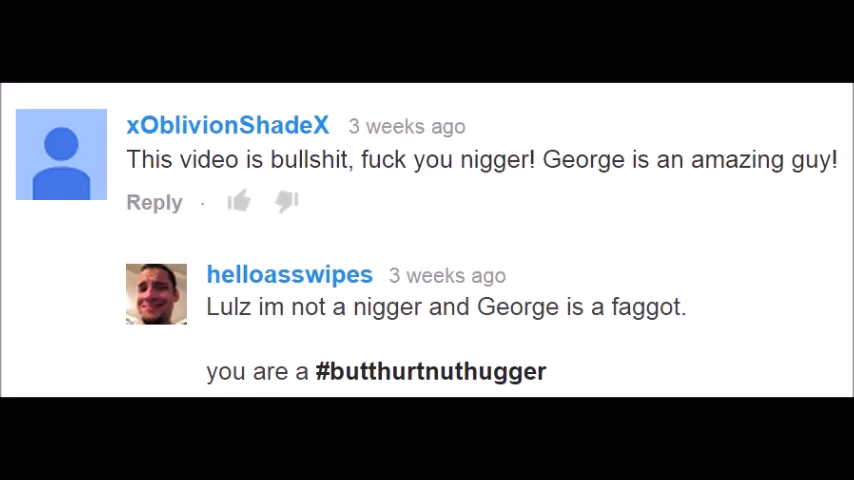 xOblivionShadeX 3 weeks ago
This video is bullshit, fuck you nigger! George is an amazing guy!
Reply ·
helloasswipes 3 weeks ago
Lulz im not a nigger and George is a faggot.
you are a #butthurtnuthugger